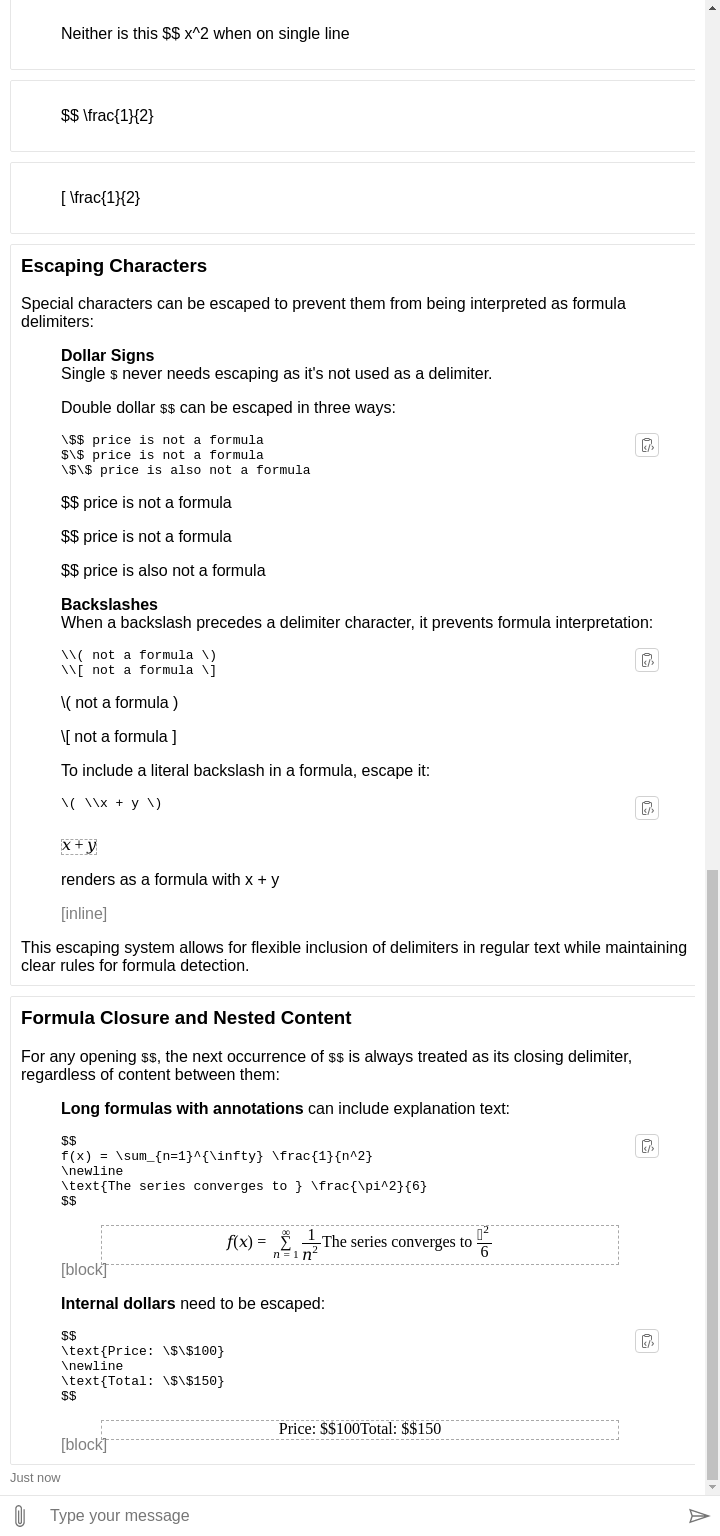 Neither is this $$ x^2 when on single line
$$ \frac{1}{2}
[ \frac{1}{2}
Escaping Characters
Special characters can be escaped to prevent them from being interpreted as formula
delimiters:
Dollar Signs
Single $ never needs escaping as it's not used as a delimiter.
Double dollar $$ can be escaped in three ways:
\$$ price is not a formula
$\$ price is not a formula
\$\$ price is also not a formula
$$ price is not a formula
$$ price is not a formula
$$ price is also not a formula
Backslashes
When a backslash precedes a delimiter character, it prevents formula interpretation:
\\( not a formula \)
\\[ not a formula \]
\( not a formula )
\[ not a formula ]
To include a literal backslash in a formula, escape it:
\( \\x + y \)
x + y
renders as a formula with x + y
[inline]
This escaping system allows for flexible inclusion of delimiters in regular text while maintaining
clear rules for formula detection.
Formula Closure and Nested Content
For any opening $$, the next occurrence of $$ is always treated as its closing delimiter,
regardless of content between them:
Long formulas with annotations can include explanation text:
$$
f(x) = \sum_{n=1}^{\infty} \frac{1}{n^2}
\newline
\text{The series converges to } \frac{\pi^2}{6}
$$
f(x) = ∞ ∑ n = 1 1 n² The series converges to ² 6
[block]
Internal dollars need to be escaped:
$$
\text{Price: \$\$100}
\newline
\text{Total: \$\$150}
$$
Price: $$100Total: $$150
[block]
Just now
Type your message